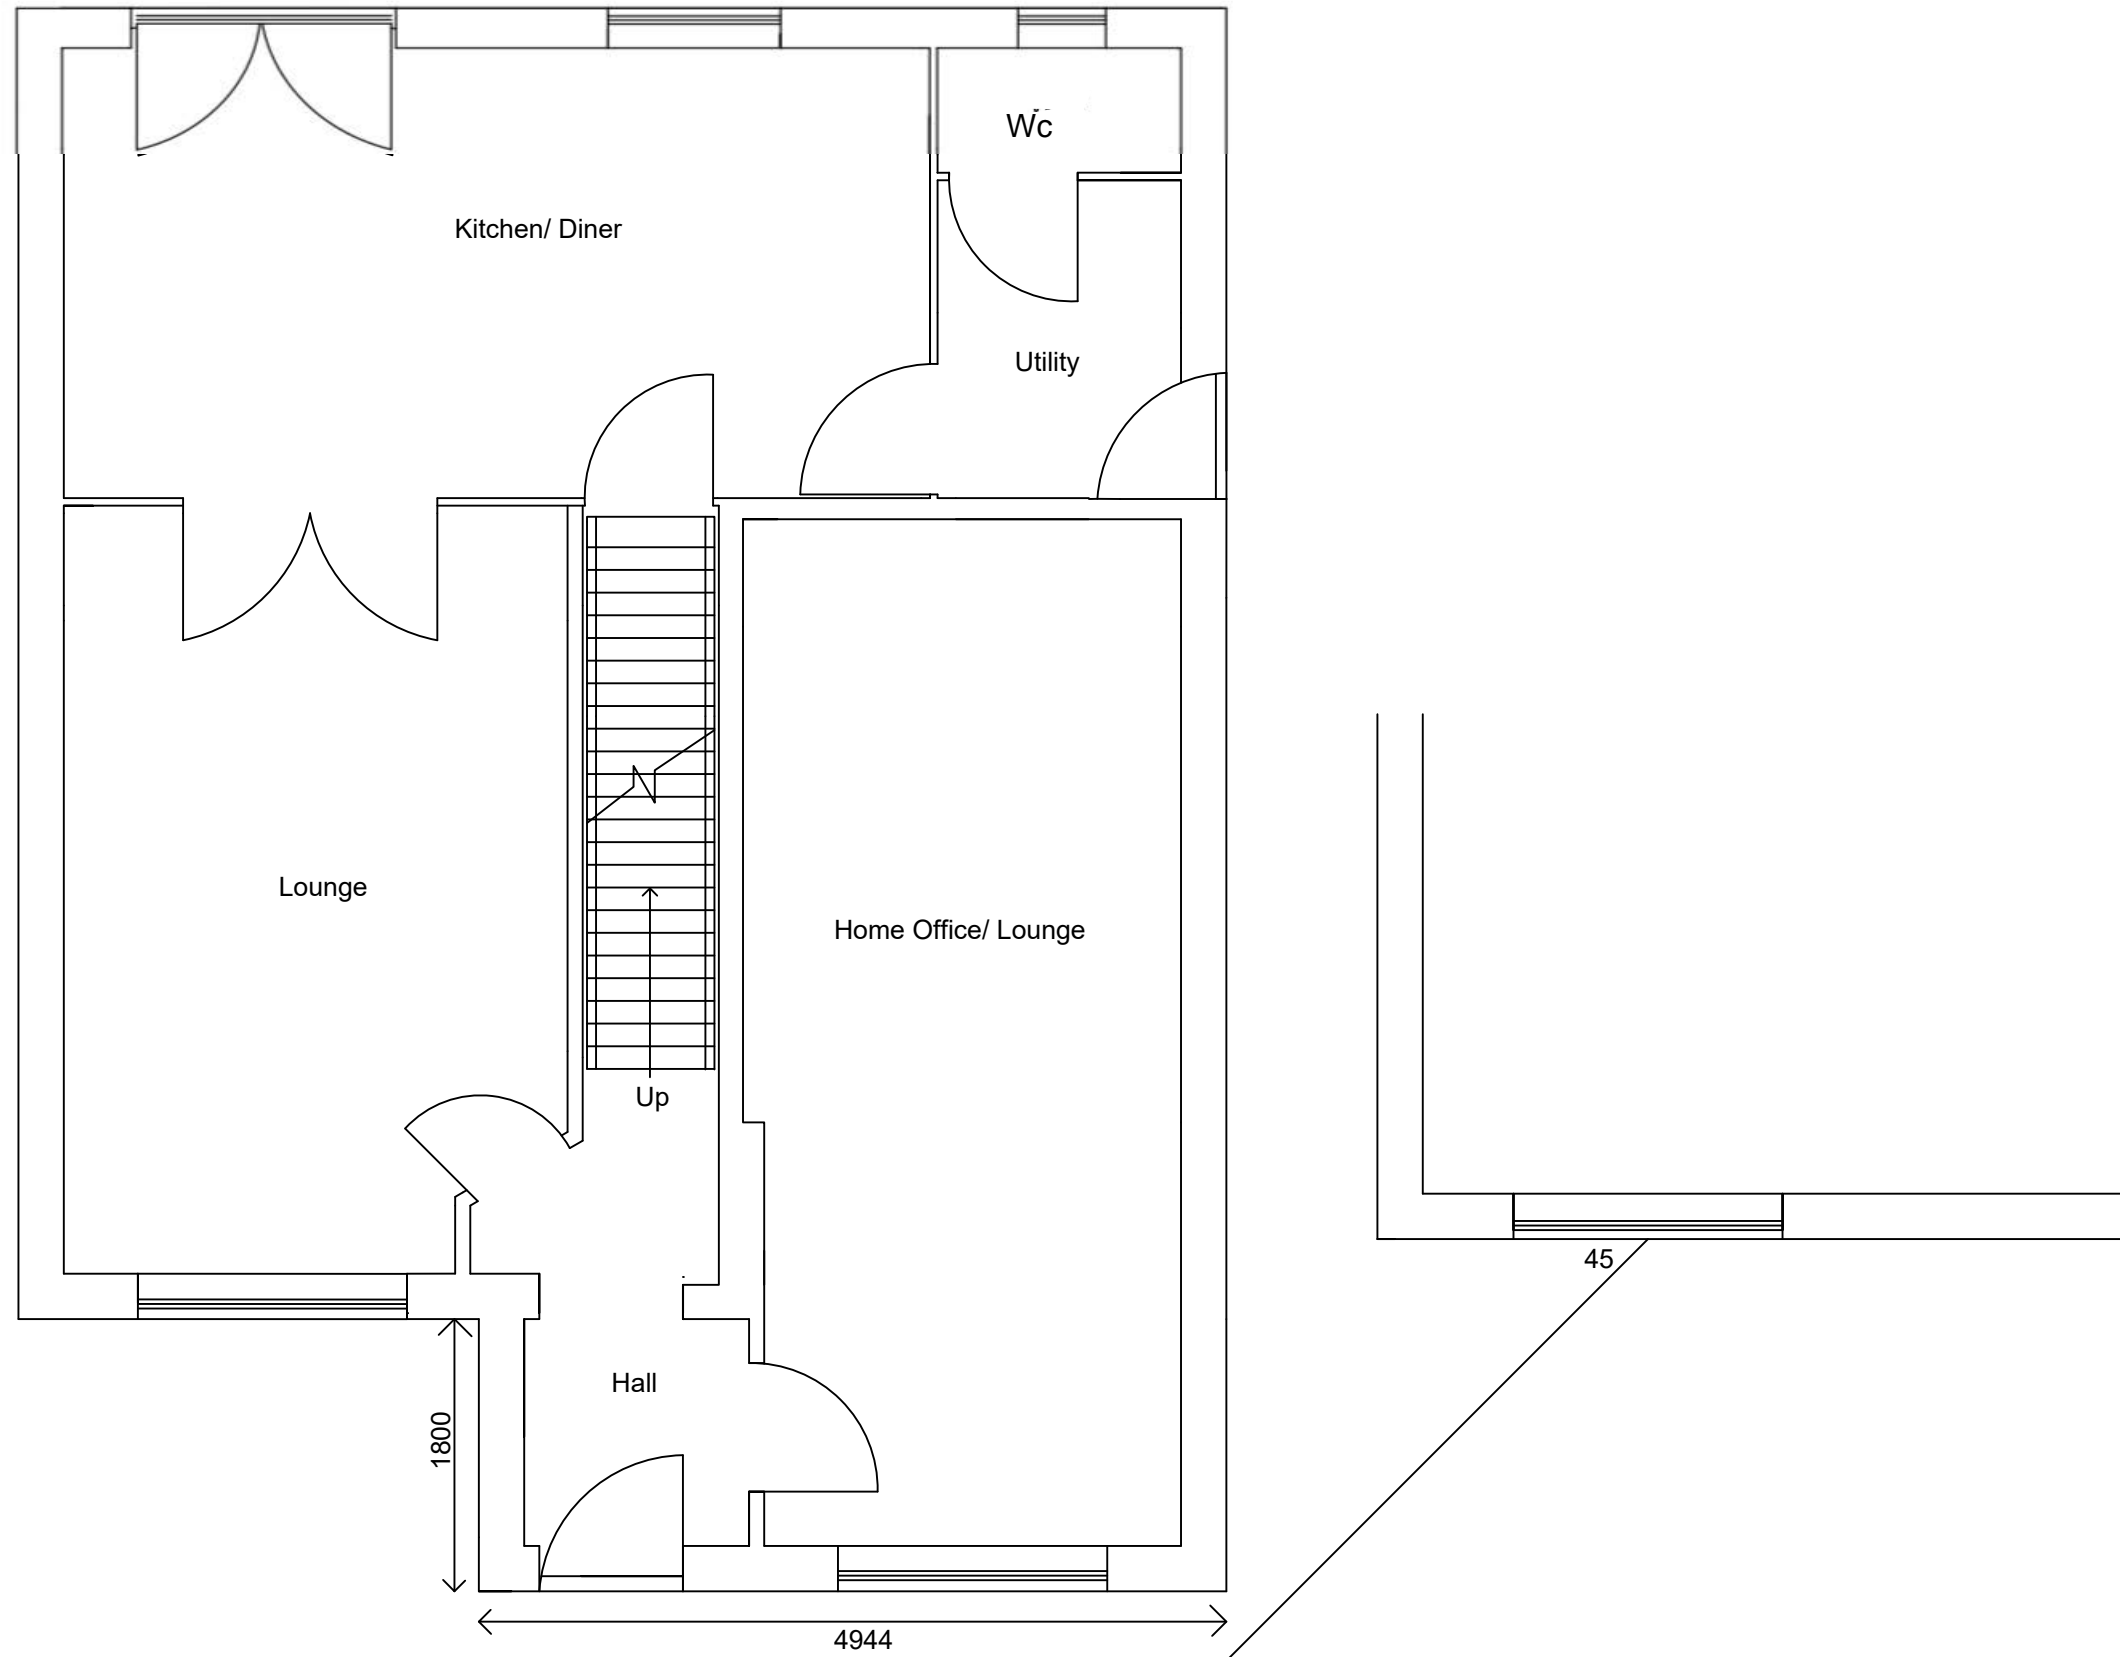 Wc
Kitchen/ Diner
Utility
Lounge
Home Office/ Lounge
Up
45
Hall
1800
4944